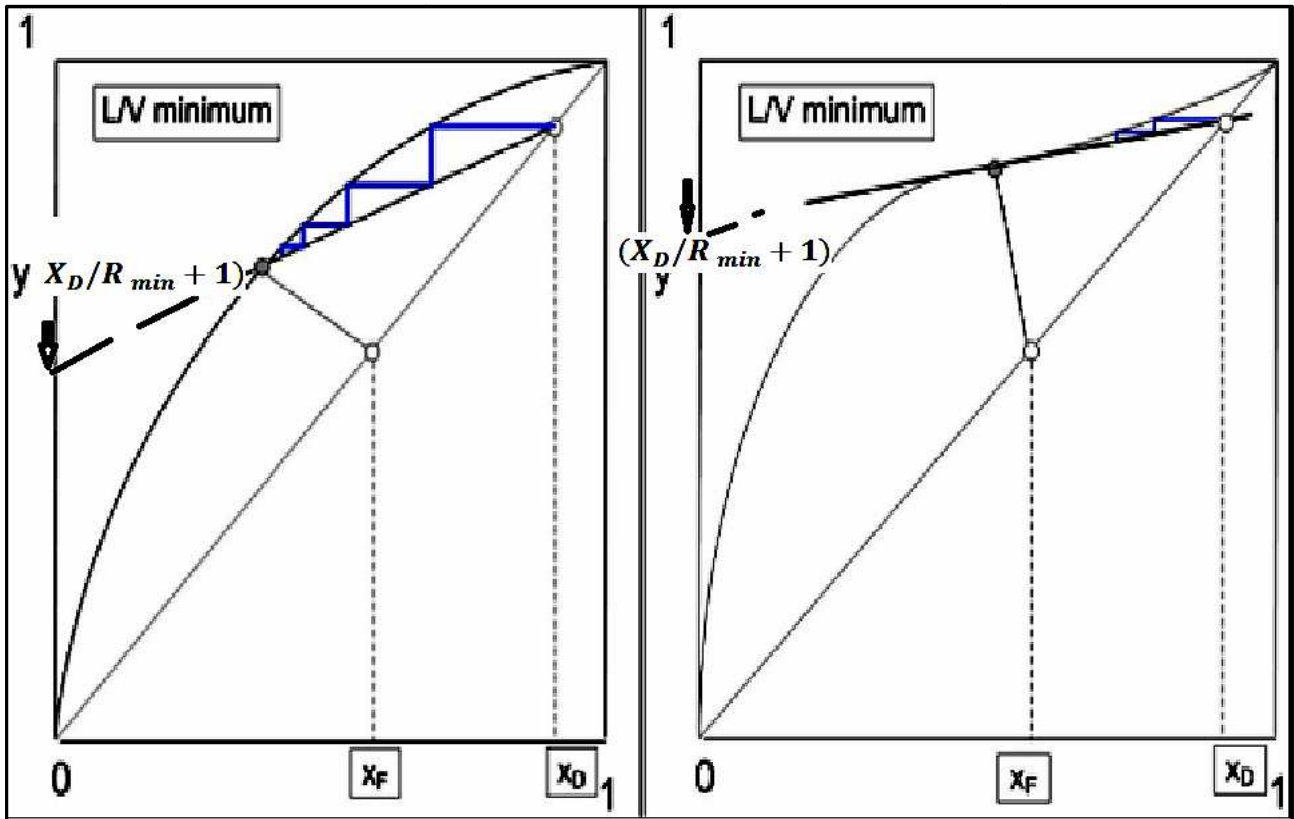 1
L/V minimum
y X_D/R_min + 1)
0
x_F
x_D
1
1
L/V minimum
(X_D/R_min + 1)
y
0
x_F
x_D
1